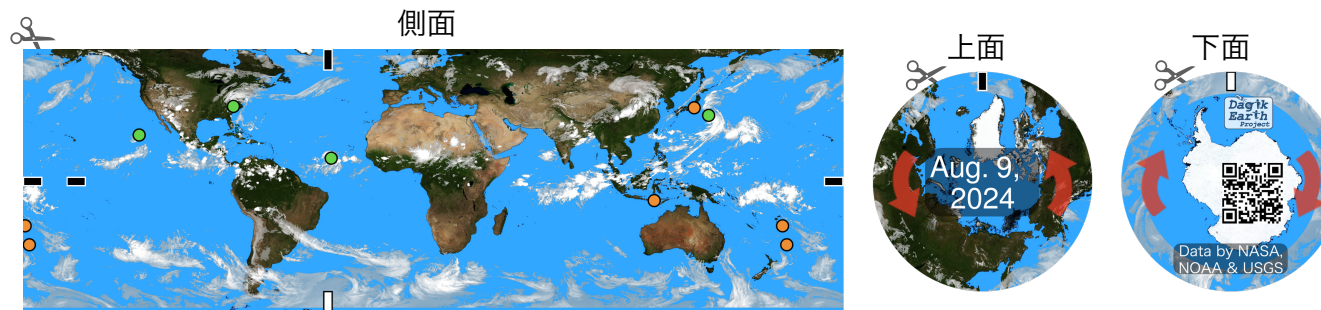 側面
上面
下面
Aug. 9,
2024
Dagik
Earth
Project
Data by NASA,
NOAA & USGS